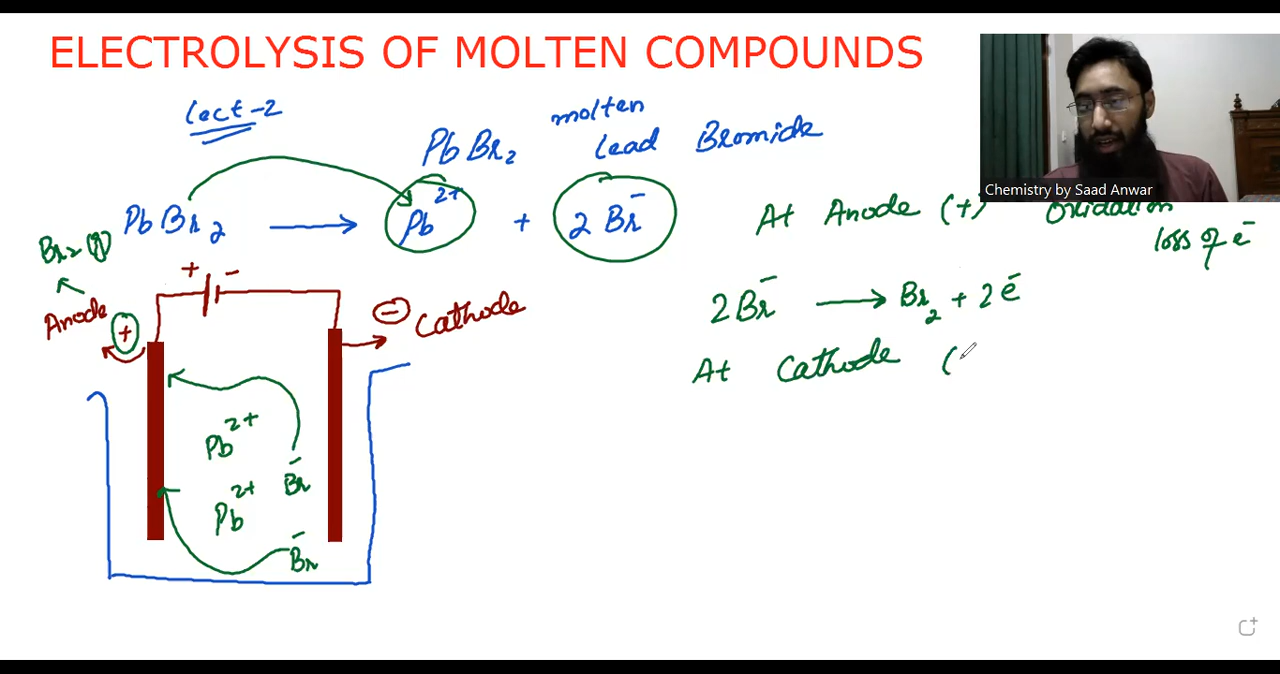 ELECTROLYSIS OF MOLTEN COMPOUNDS
Lect-2
PbBr₂
molten
Lead Bromide
Chemistry by Saad Anwar
PbBr₂ → Pb²⁺ + 2Br⁻
At Anode (+) Oxidation
loss of e⁻
Br₂ (g)
Anode
+
+ -
- Cathode
2Br⁻ → Br₂ + 2e⁻
At Cathode (
Pb²⁺
Br⁻
Pb²⁺
Br⁻